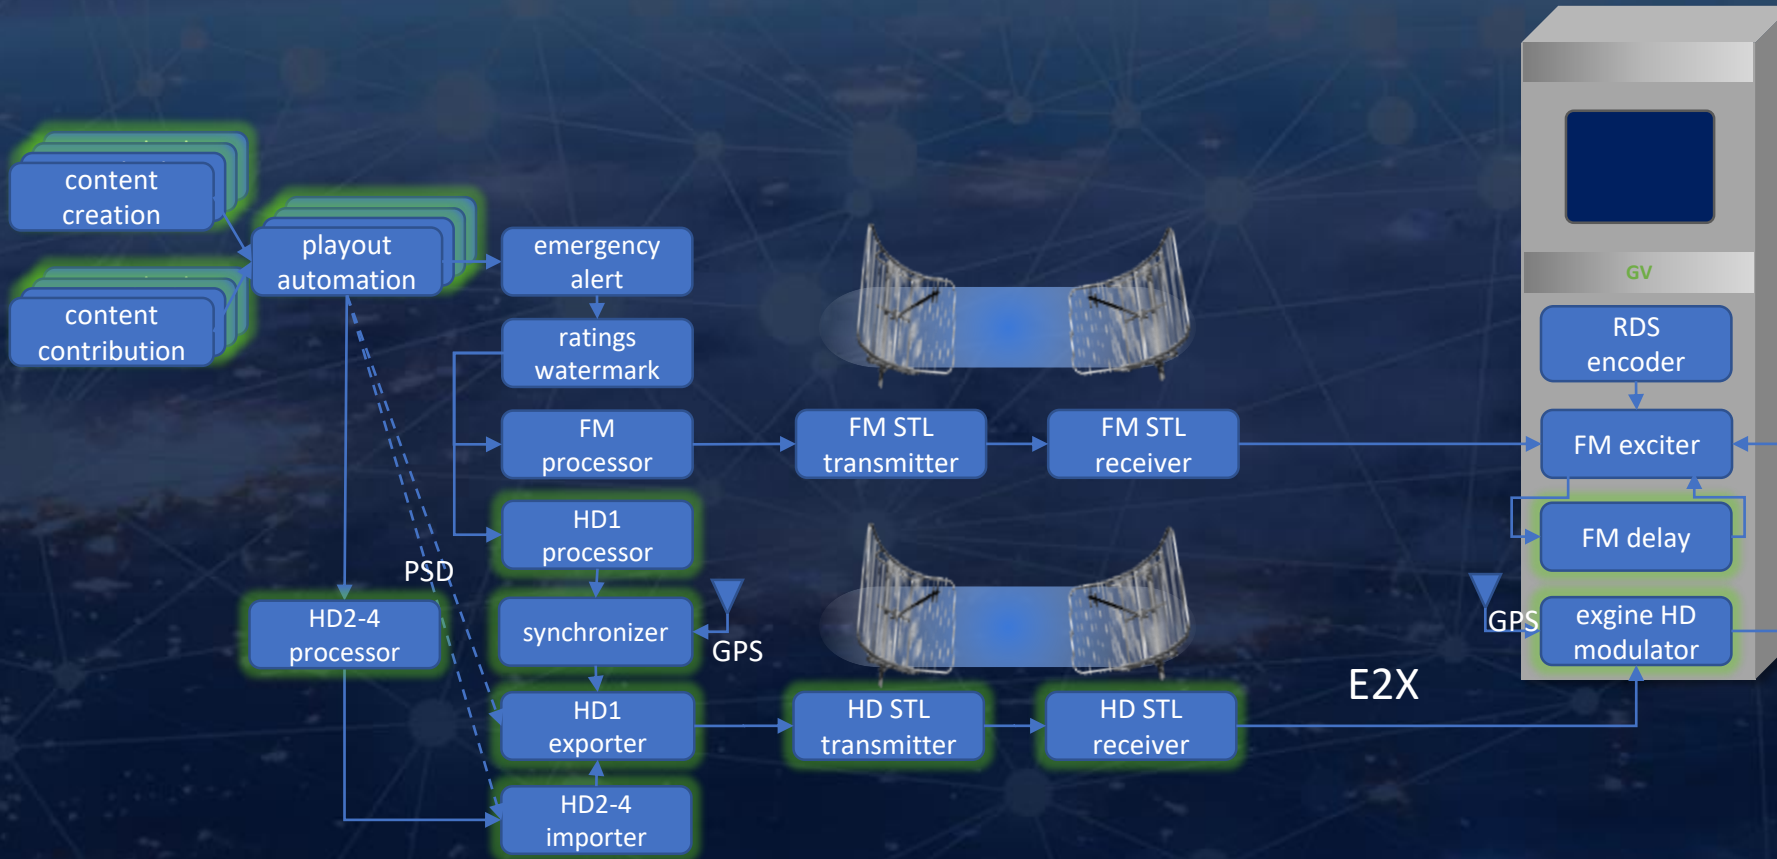 content
creation
content
contribution
playout
automation
emergency
alert
ratings
watermark
FM
processor
HD1
processor
PSD
HD2-4
processor
synchronizer
GPS
HD1
exporter
HD2-4
importer
FM STL
transmitter
FM STL
receiver
HD STL
transmitter
HD STL
receiver
E2X
GV
RDS
encoder
FM exciter
FM delay
GPS
exgine HD
modulator